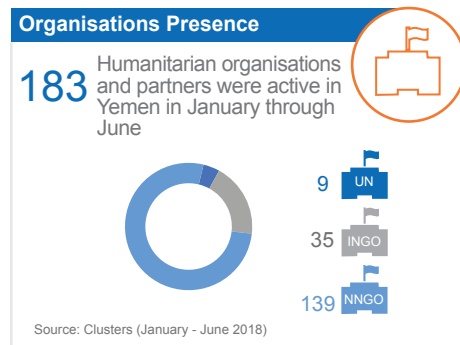 Organisations Presence
183
Humanitarian organisations
and partners were active in
Yemen in January through
June
9 UN
35 INGO
139 NNGO
Source: Clusters (January - June 2018)